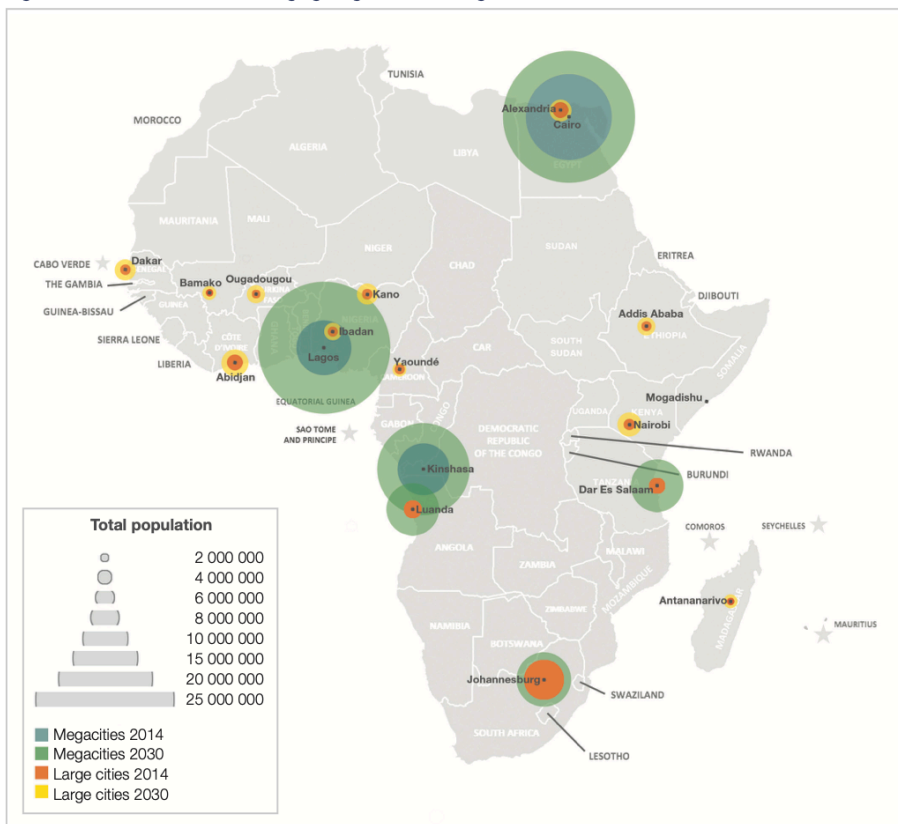 TUNISIA
MOROCCO
Alexandria
Cairo
ALGERIA
LIBYA
EGYPT
MAURITANIA
MALI
NIGER
CHAD
SUDAN
ERITREA
CABO VERDE
Dakar
SENEGAL
THE GAMBIA
Bamako
Ougadougou
BURKINA
FASO
Kano
DJIBOUTI
GUINEA-BISSAU
GUINEA
Addis Ababa
ETHIOPIA
SIERRA LEONE
CÔTE
D'IVOIRE
GHANA
NIGERIA
Ibadan
Lagos
SOUTH
SUDAN
CAR
SOMALIA
LIBERIA
Abidjan
Yaoundé
CAMEROON
EQUATORIAL GUINEA
Mogadishu
UGANDA
KENYA
Nairobi
SAO TOME
AND PRINCIPE
GABON
CONGO
DEMOCRATIC
REPUBLIC
OF THE CONGO
RWANDA
BURUNDI
Kinshasa
TANZANIA
Dar Es Salaam
Luanda
COMOROS
SEYCHELLES
ANGOLA
ZAMBIA
MALAWI
MOZAMBIQUE
Antananarivo
MADAGASCAR
MAURITIUS
ZIMBABWE
NAMIBIA
BOTSWANA
Johannesburg
SWAZILAND
SOUTH AFRICA
LESOTHO
Total population
2 000 000
4 000 000
6 000 000
8 000 000
10 000 000
15 000 000
20 000 000
25 000 000
Megacities 2014
Megacities 2030
Large cities 2014
Large cities 2030